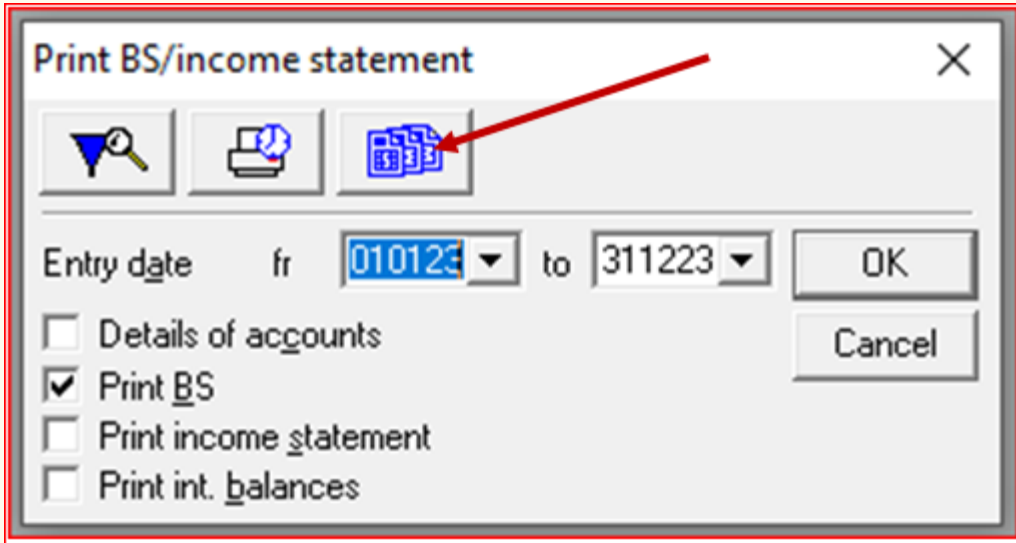 Print BS/income statement
Entry date fr 010123 to 311223 OK
Details of accounts
Cancel
Print BS
Print income statement
Print int. balances